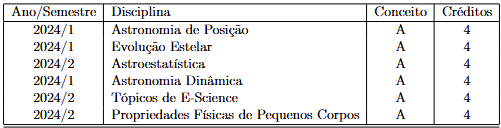 Ano/Semestre Disciplina Conceito Créditos
2024/1 Astronomia de Posição A 4
2024/1 Evolução Estelar A 4
2024/2 Astroestatística A 4
2024/1 Astronomia Dinâmica A 4
2024/2 Tópicos de E-Science A 4
2024/2 Propriedades Físicas de Pequenos Corpos A 4